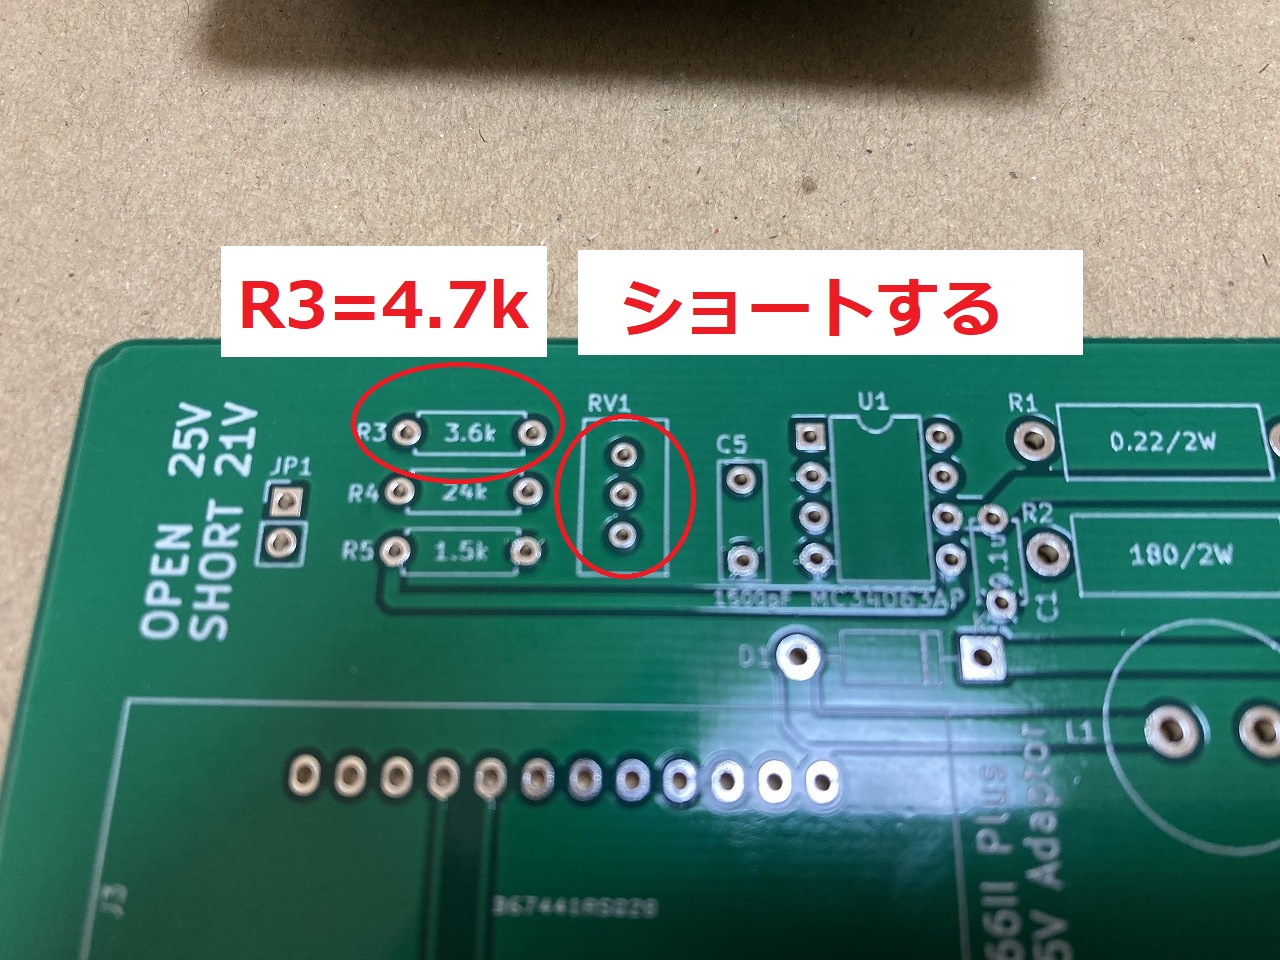 R3=4.7k
ショートする
OPEN 25V
SHORT 21V
JP1
R3 3.6k
R4 24k
R5 1.5k
RV1
C5
1500pF
U1
MC34063AP
R1
0.22/2W
R2
180/2W
0.1u
C1
D1
L1
J3
66II Plus
5V Adaptor